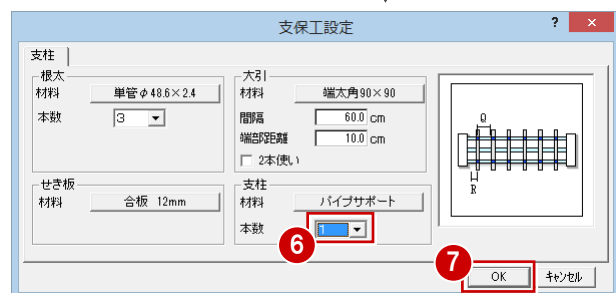 支保工設定
? ×
支柱
根太
材料 単管φ48.6×2.4
本数 3
大引
材料 端太角90×90
間隔 60.0 cm
端部距離 10.0 cm
2本使い
Q
R
せき板
材料 合板 12mm
支柱
材料 パイプサポート
本数 1
6
7
OK キャンセル